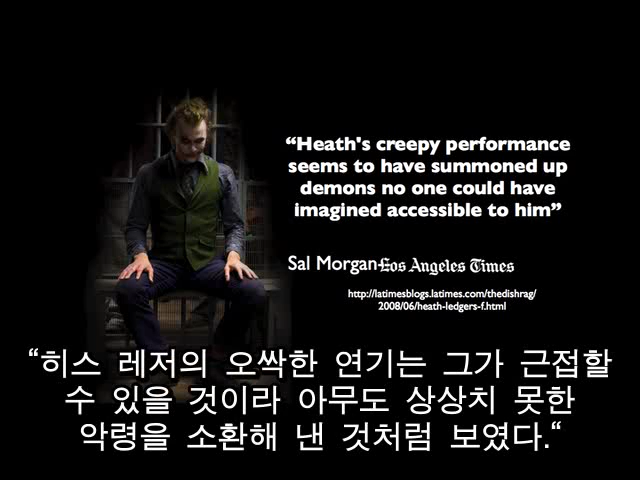 “Heath's creepy performance
seems to have summoned up
demons no one could have
imagined accessible to him”
Sal Morgan-Los Angeles Times
http://latimesblogs.latimes.com/thedishrag/
2008/06/heath-ledgers-f.html
“히스 레저의 오싹한 연기는 그가 근접할
수 있을 것이라 아무도 상상치 못한
악령을 소환해 낸 것처럼 보였다.“